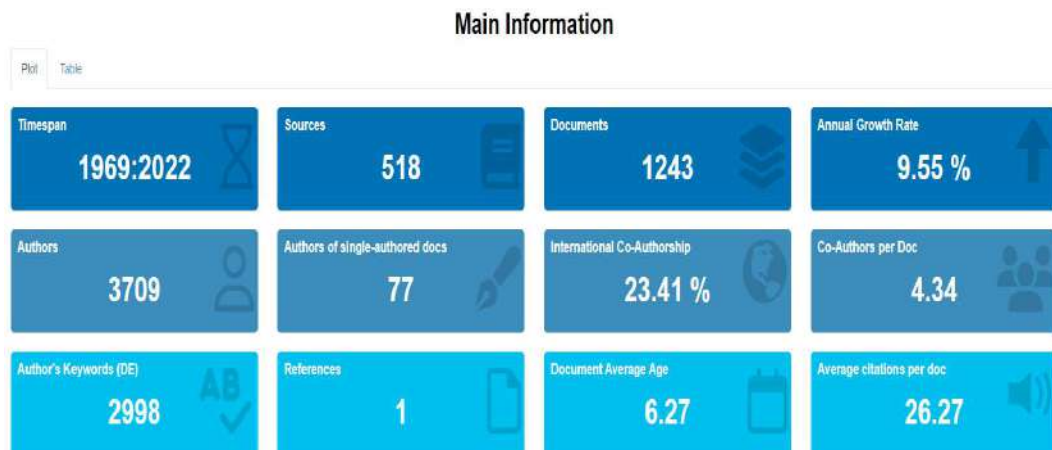 Main Information
Plot Table
Timespan
1969:2022
Sources
518
Documents
1243
Annual Growth Rate
9.55 %
Authors
3709
Authors of single-authored docs
77
International Co-Authorship
23.41 %
Co-Authors per Doc
4.34
Author's Keywords (DE)
2998
AB
References
1
Document Average Age
6.27
Average citations per doc
26.27